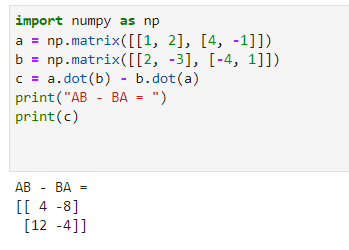 import numpy as np
a = np.matrix([[1, 2], [4, -1]])
b = np.matrix([[2, -3], [-4, 1]])
c = a.dot(b) - b.dot(a)
print("AB - BA = ")
print(c)
AB - BA =
[[ 4 -8]
 [12 -4]]